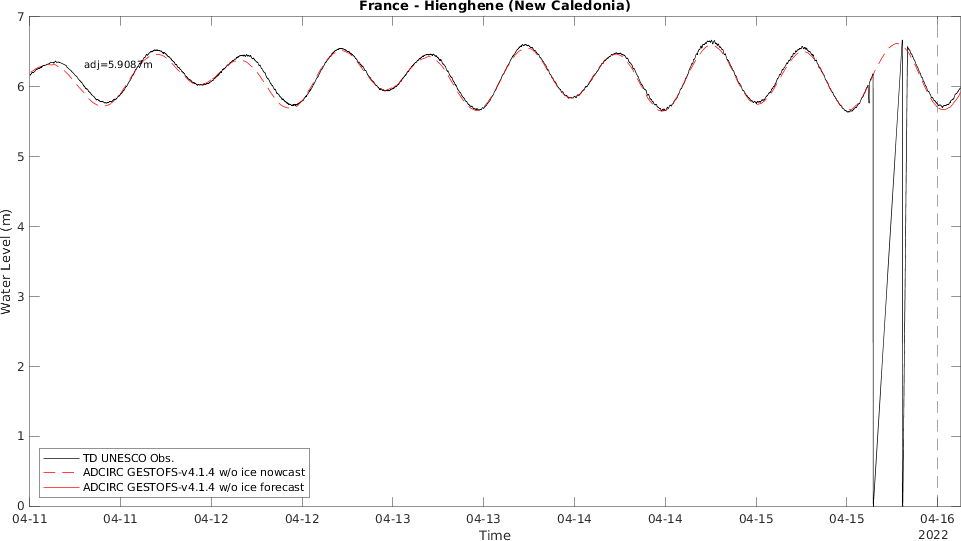 France - Hienghene (New Caledonia)
7
6
5
4
3
2
1
0
Water Level (m)
adj=5.9087m
TD UNESCO Obs.
ADCIRC GESTOFS-v4.1.4 w/o ice nowcast
ADCIRC GESTOFS-v4.1.4 w/o ice forecast
04-11 04-11 04-12 04-12 04-13 04-13 04-14 04-14 04-15 04-15 04-16
2022
Time